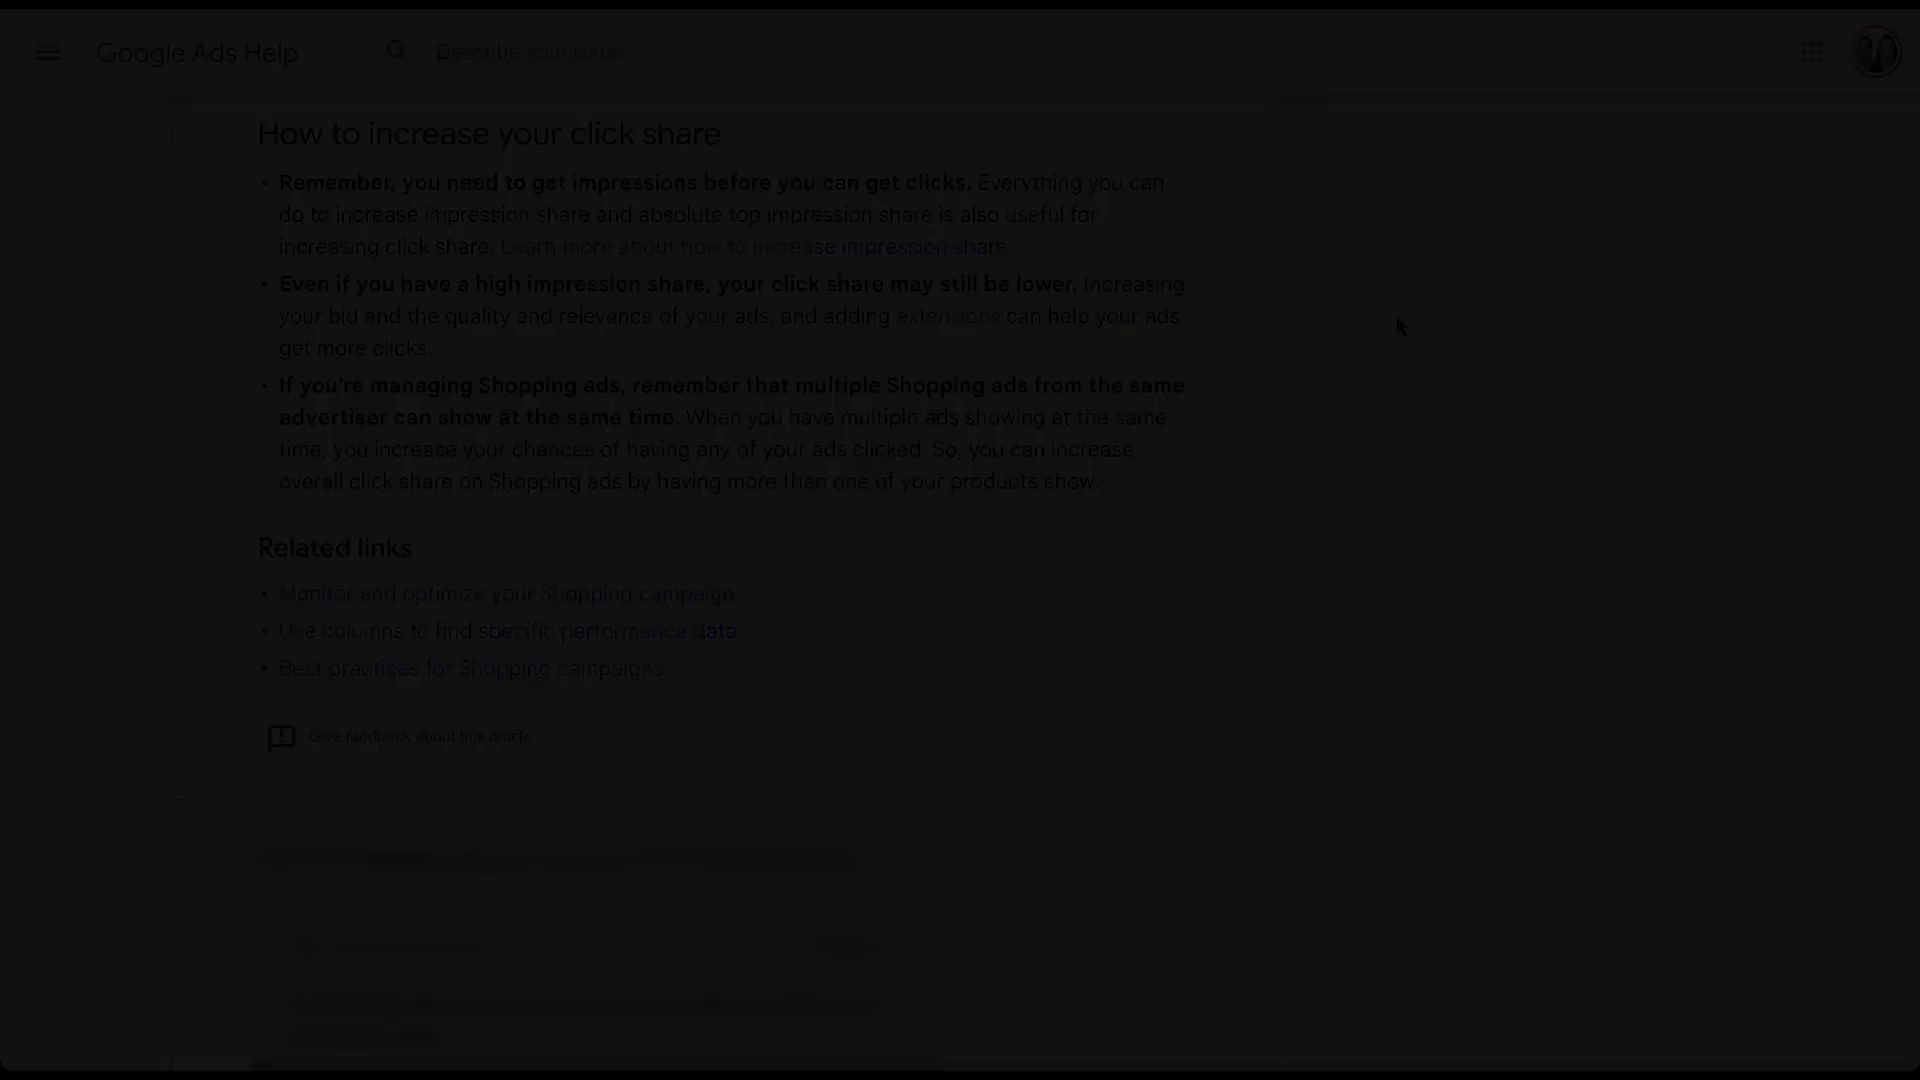 Google Ads Help
Describe your issue
How to increase your click share
• Remember, you need to get impressions before you can get clicks. Everything you can
do to increase impression share and absolute top impression share is also useful for
increasing click share. Learn more about how to increase impression share
• Even if you have a high impression share, your click share may still be lower. Increasing
your bid and the quality and relevance of your ads, and adding extensions can help your ads
get more clicks.
• If you're managing Shopping ads, remember that multiple Shopping ads from the same
advertiser can show at the same time. When you have multiple ads showing at the same
time, you increase your chances of having any of your ads clicked. So, you can increase
overall click share on Shopping ads by having more than one of your products show.
Related links
• Monitor and optimize your Shopping campaign
• Use columns to find specific performance data
• Best practices for Shopping campaigns
Give feedback about this article